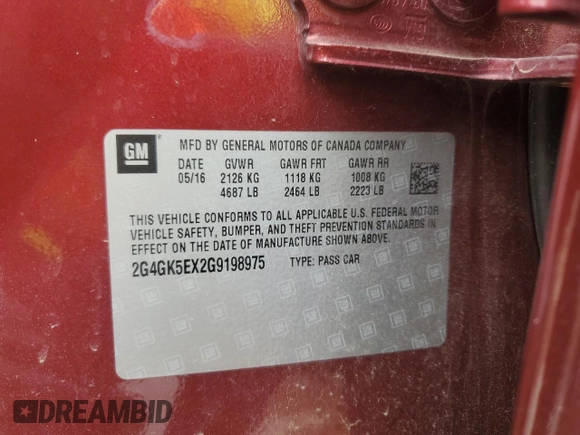 GM
MFD BY GENERAL MOTORS OF CANADA COMPANY
DATE GVWR GAWR FRT GAWR RR
05/16 2126 KG 1118 KG 1008 KG
4687 LB 2464 LB 2223 LB
THIS VEHICLE CONFORMS TO ALL APPLICABLE U.S. FEDERAL MOTOR
VEHICLE SAFETY, BUMPER, AND THEFT PREVENTION STANDARDS IN
EFFECT ON THE DATE OF MANUFACTURE SHOWN ABOVE.
2G4GK5EX2G9198975 TYPE: PASS CAR
DREAMBID